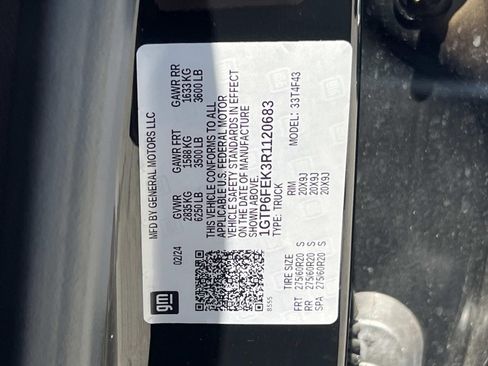 gm
MFD BY GENERAL MOTORS LLC
02/24
GVWR GAWR FRT GAWR RR
2835 KG 1588 KG 1633 KG
6250 LB 3500 LB 3600 LB
THIS VEHICLE CONFORMS TO ALL
APPLICABLE U.S. FEDERAL MOTOR
VEHICLE SAFETY STANDARDS IN EFFECT
ON THE DATE OF MANUFACTURE
SHOWN ABOVE.
1GTP6FEK3R1120683
TYPE: TRUCK MODEL: 33T4F43
8555
TIRE SIZE RIM
FRT 275/60R20 S 20X9J
RR 275/60R20 S 20X9J
SPA 275/60R20 S 20X9J